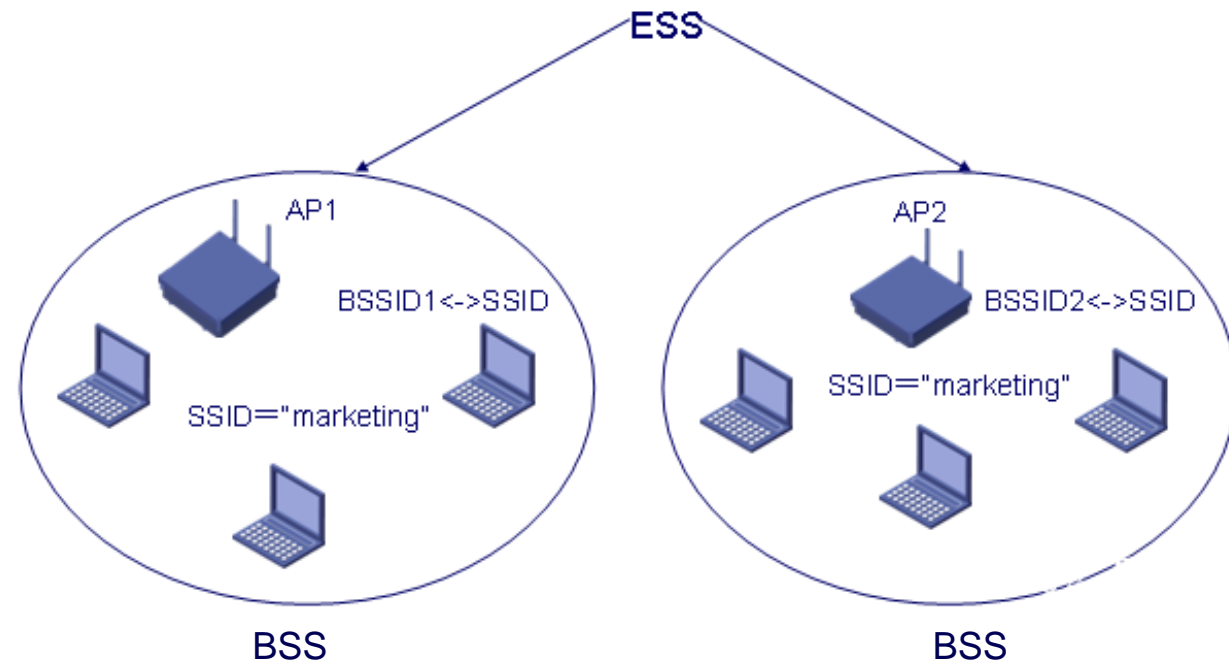 ESS
AP1
BSSID1<->SSID
SSID="marketing"
BSS
AP2
BSSID2<->SSID
SSID="marketing"
BSS